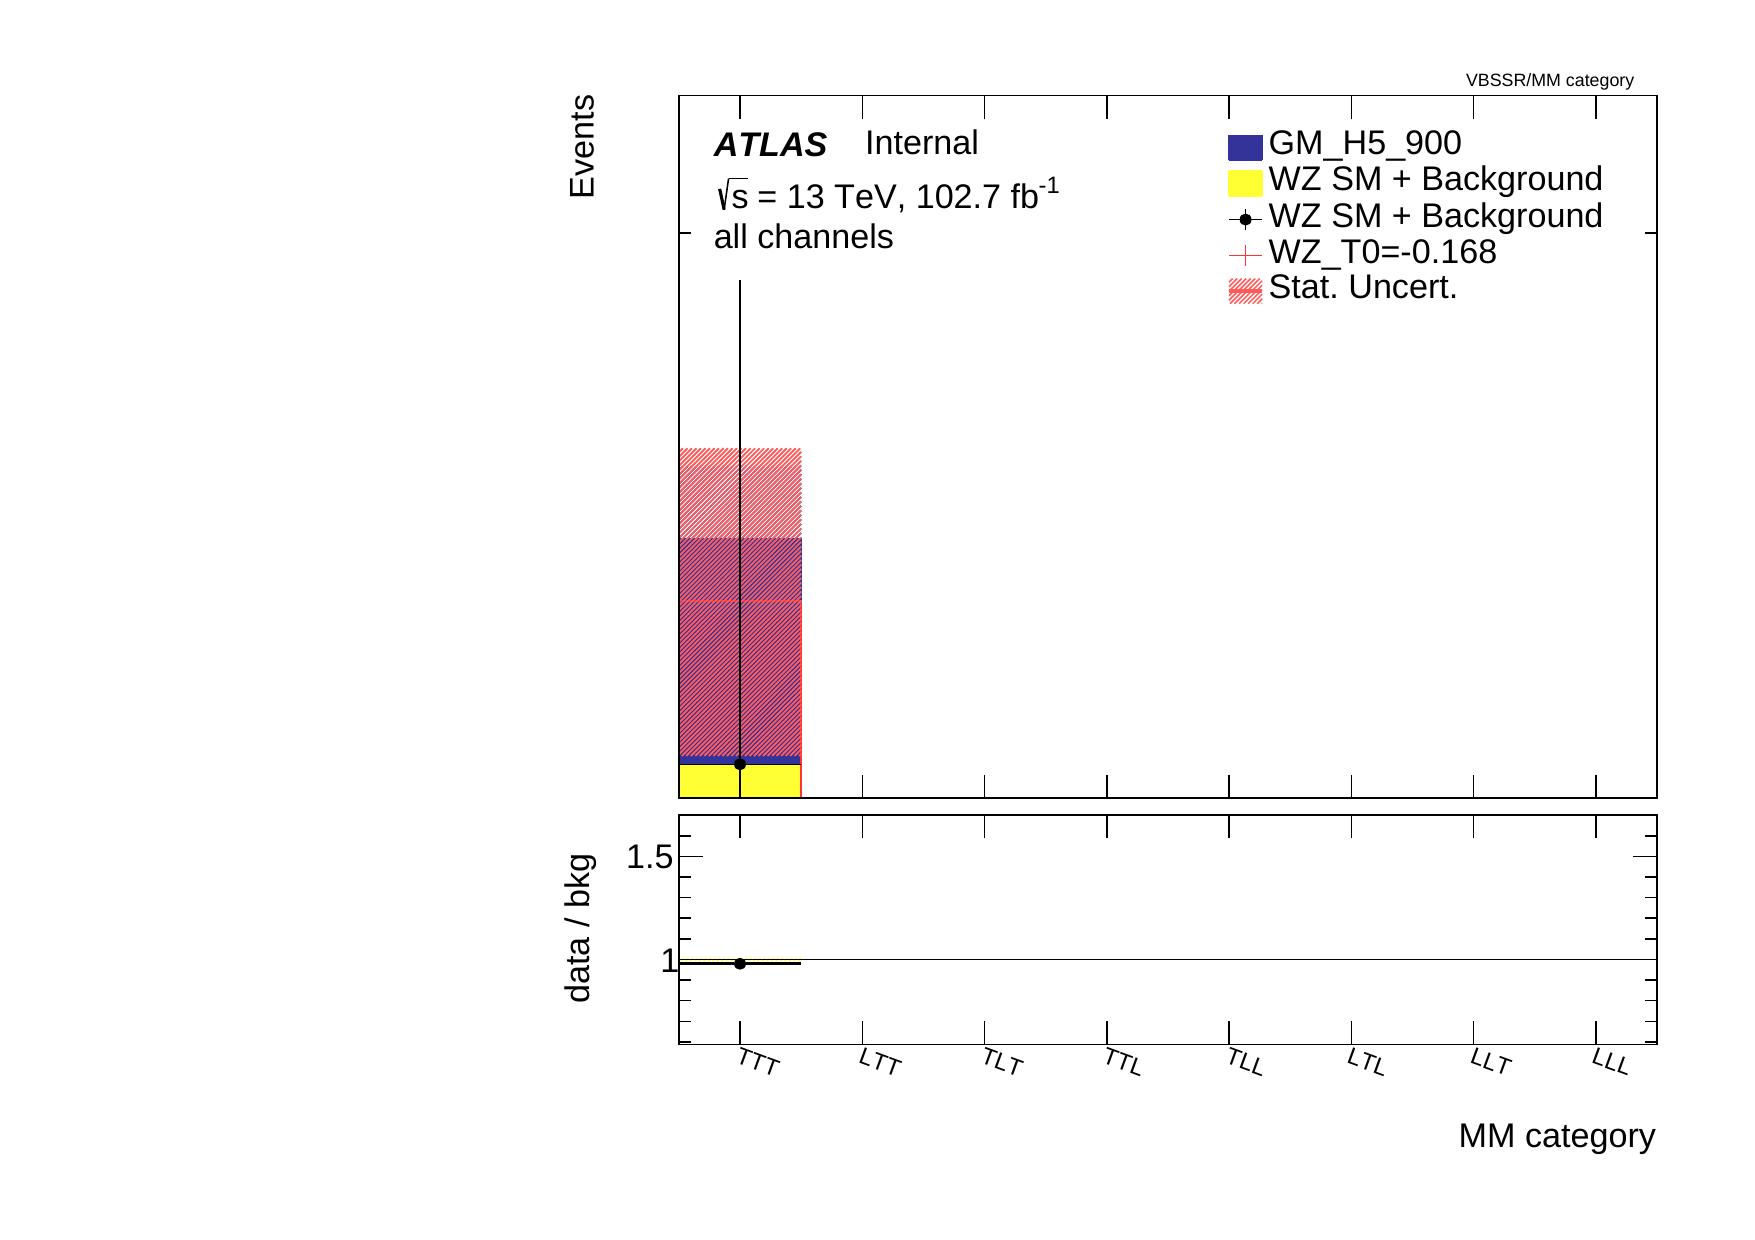 VBSSR/MM category
Events
ATLAS Internal
√s = 13 TeV, 102.7 fb-1
all channels
GM_H5_900
WZ SM + Background
WZ SM + Background
WZ_T0=-0.168
Stat. Uncert.
data / bkg
1.5
1
TTT LTT TLT TTL TLL LTL LLT LLL
MM category